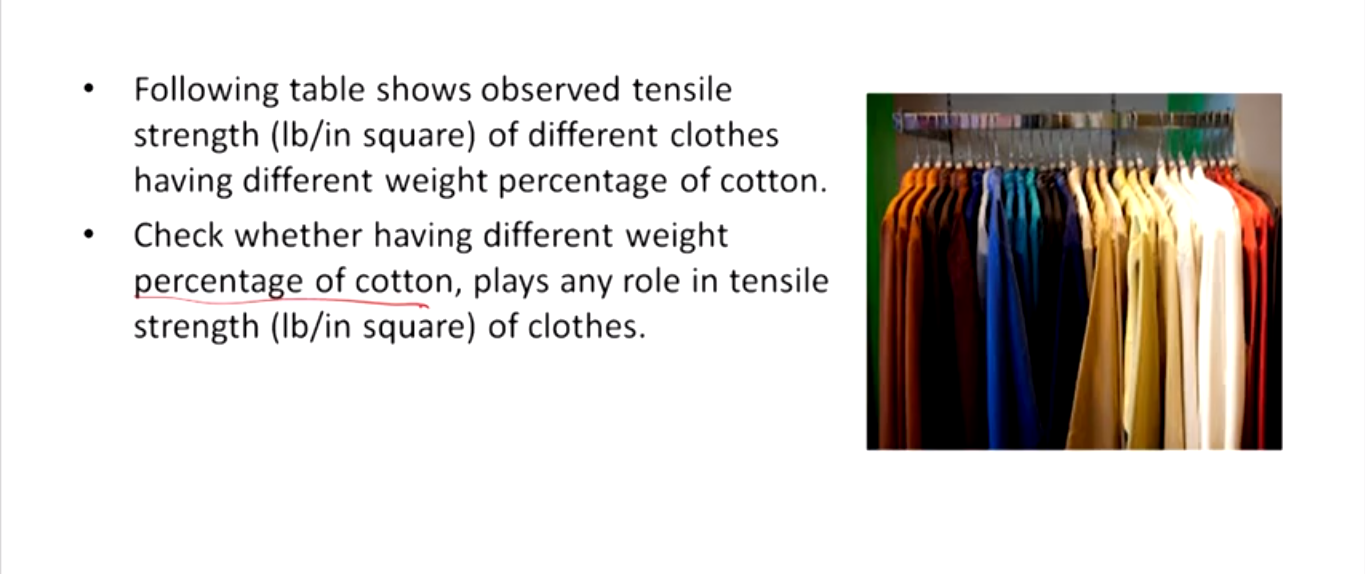 • Following table shows observed tensile
strength (lb/in square) of different clothes
having different weight percentage of cotton.
• Check whether having different weight
percentage of cotton, plays any role in tensile
strength (lb/in square) of clothes.